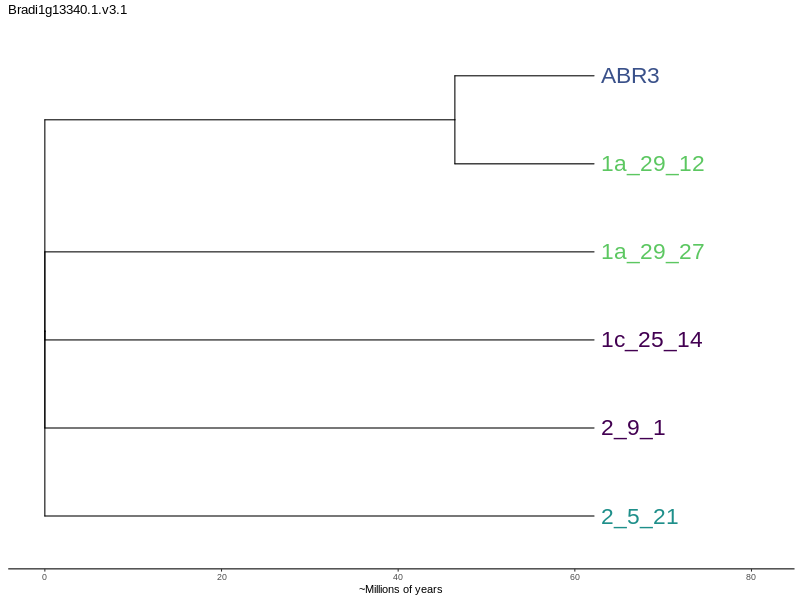 Bradi1g13340.1.v3.1
ABR3
1a_29_12
1a_29_27
1c_25_14
2_9_1
2_5_21
0 20 40 60 80
~Millions of years